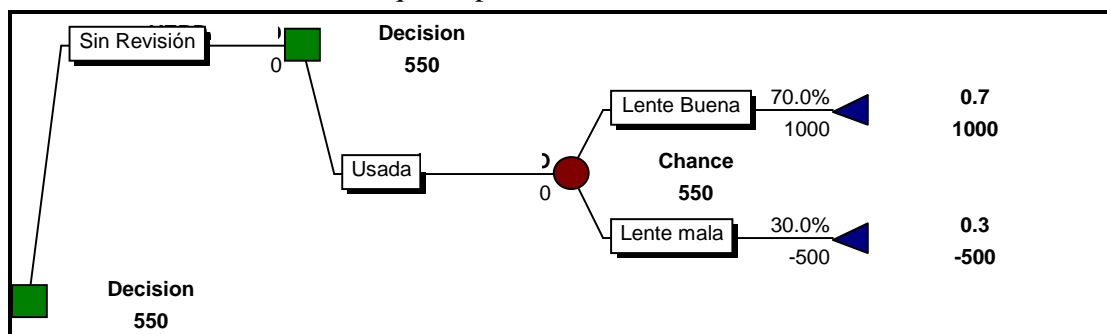 Sin Revisión
0
Decision
550
Lente Buena
70.0%
1000
0.7
1000
Usada
0
Chance
550
Lente mala
30.0%
-500
0.3
-500
Decision
550